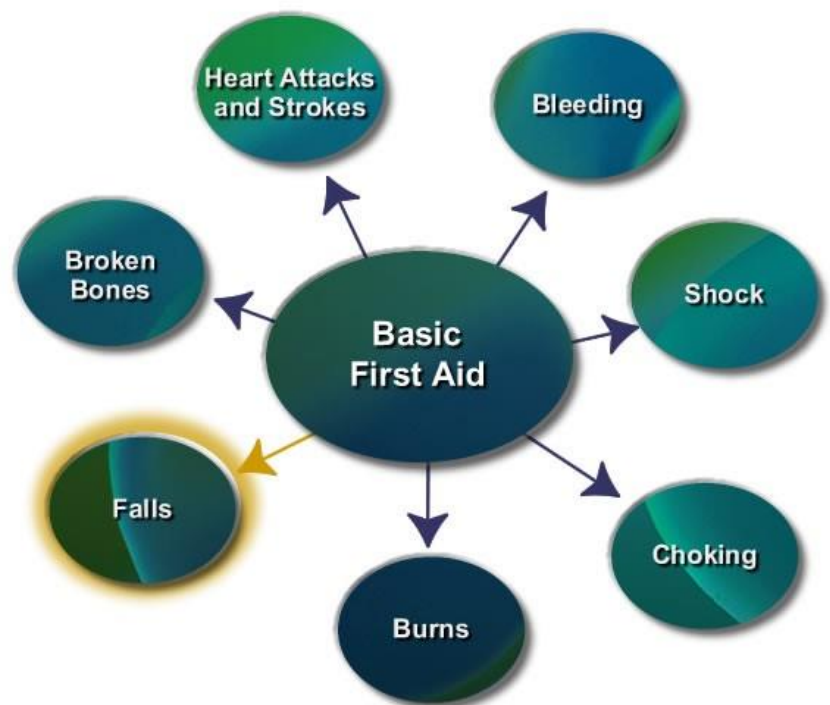 Heart Attacks
and Strokes
Bleeding
Broken
Bones
Shock
Basic
First Aid
Falls
Choking
Burns